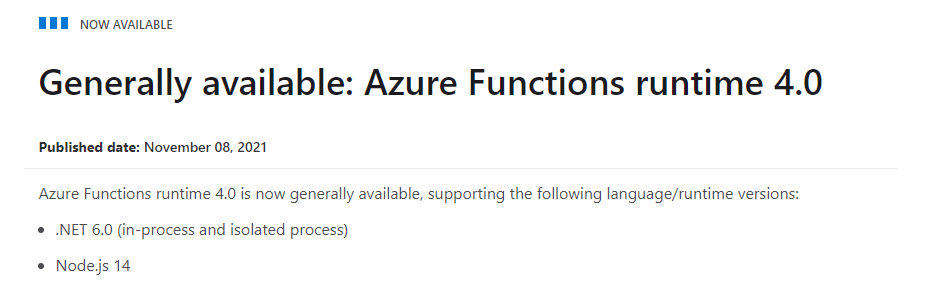 NOW AVAILABLE
Generally available: Azure Functions runtime 4.0
Published date: November 08, 2021
Azure Functions runtime 4.0 is now generally available, supporting the following language/runtime versions:
• .NET 6.0 (in-process and isolated process)
• Node.js 14